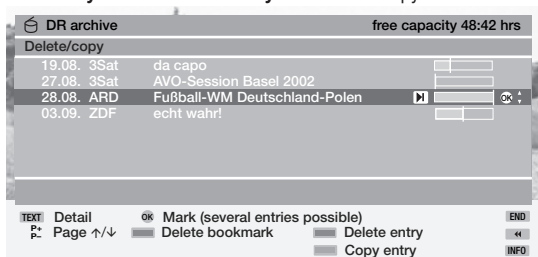 DR archive free capacity 48:42 hrs
Delete/copy
19.08. 3Sat da capo
27.08. 3Sat AVO-Session Basel 2002
28.08. ARD Fußball-WM Deutschland-Polen OK
03.09. ZDF echt wahr!
TEXT Detail OK Mark (several entries possible) END
P+ P– Page ↑/↓ Delete bookmark Delete entry
Copy entry INFO